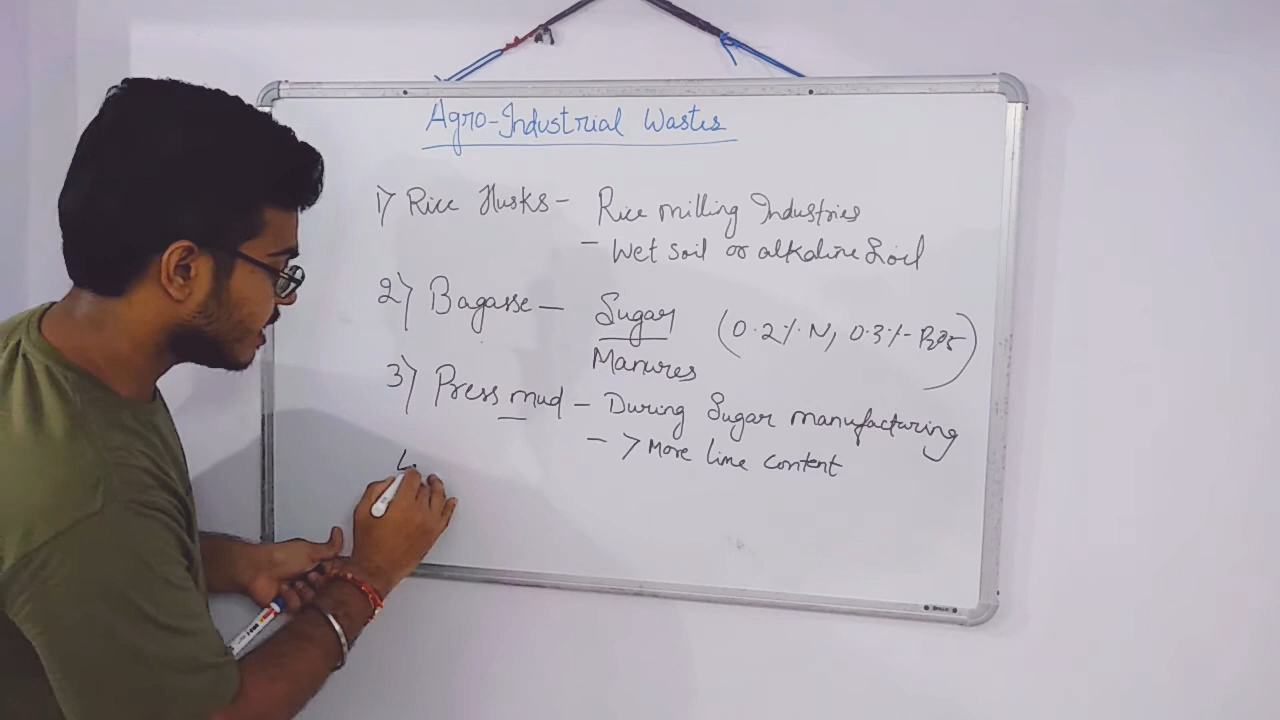 Agro-Industrial Wastes
1) Rice Husks - Rice milling Industries
- Wet soil or alkaline Soil
2) Bagasse - Sugar (0.2% N, 0.3% - P2O5)
Manures
3) Press mud - During Sugar manufacturing
- > More lime content